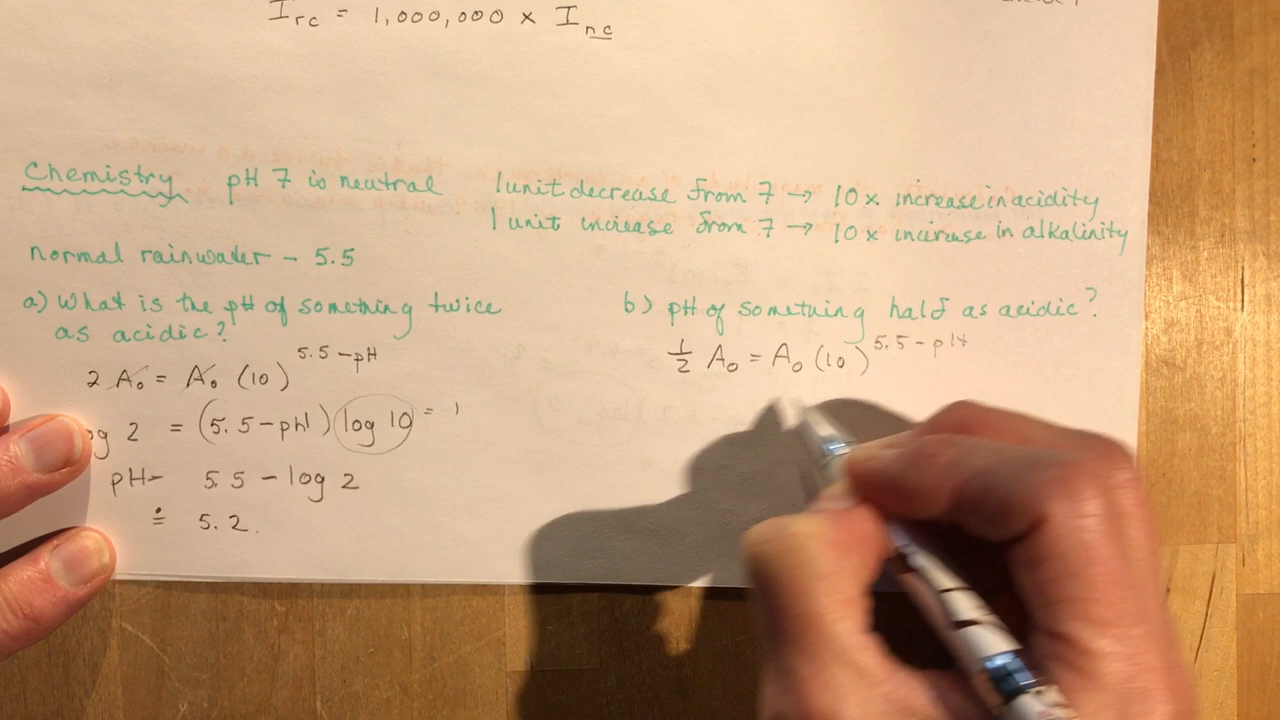 I_rc = 1,000,000 x I_nc
Chemistry pH 7 is neutral
1 unit decrease from 7 → 10x increase in acidity
1 unit increase from 7 → 10x increase in alkalinity
normal rainwater - 5.5
a) What is the pH of something twice
as acidic?
2 A₀ = A₀ (10)^5.5-pH
og 2 = (5.5-pH) log 10 = 1
pH = 5.5 - log 2
≐ 5.2.
b) pH of something half as acidic?
1/2 A₀ = A₀ (10)^5.5-pH